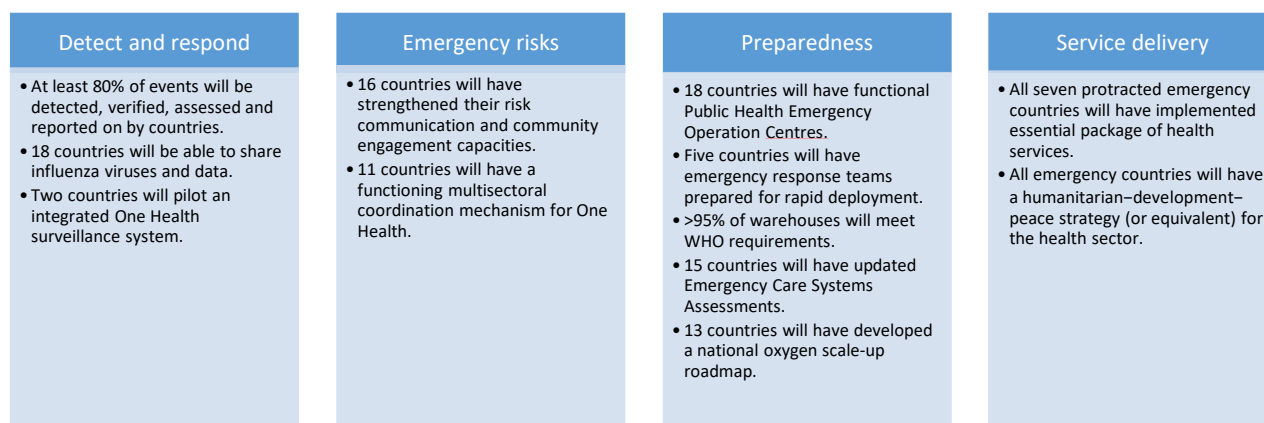 Detect and respond
• At least 80% of events will be
detected, verified, assessed and
reported on by countries.
• 18 countries will be able to share
influenza viruses and data.
• Two countries will pilot an
integrated One Health
surveillance system.
Emergency risks
• 16 countries will have
strengthened their risk
communication and community
engagement capacities.
• 11 countries will have a
functioning multisectoral
coordination mechanism for One
Health.
Preparedness
• 18 countries will have functional
Public Health Emergency
Operation Centres.
• Five countries will have
emergency response teams
prepared for rapid deployment.
• >95% of warehouses will meet
WHO requirements.
• 15 countries will have updated
Emergency Care Systems
Assessments.
• 13 countries will have developed
a national oxygen scale-up
roadmap.
Service delivery
• All seven protracted emergency
countries will have implemented
essential package of health
services.
• All emergency countries will have
a humanitarian–development–
peace strategy (or equivalent) for
the health sector.